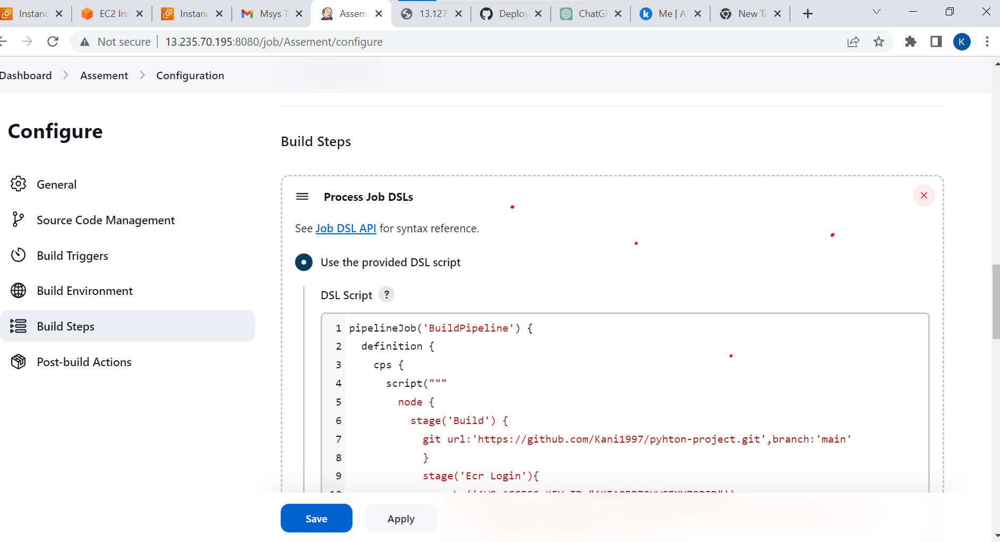 Instanc
EC2 Ins
Instanc
Msys T
Assem
13.127
Deploy
ChatGP
Me | A
New Ta
Not secure
13.235.70.195:8080/job/Assement/configure
K
Dashboard
Assement
Configuration
Configure
General
Source Code Management
Build Triggers
Build Environment
Build Steps
Post-build Actions
Build Steps
Process Job DSLs
See Job DSL API for syntax reference.
Use the provided DSL script
DSL Script ?
1 pipelineJob('BuildPipeline') {
2 definition {
3 cps {
4 script("""
5 node {
6 stage('Build') {
7 git url:'https://github.com/Kani1997/pyhton-project.git',branch:'main'
8 }
9 stage('Ecr Login'){
Save
Apply